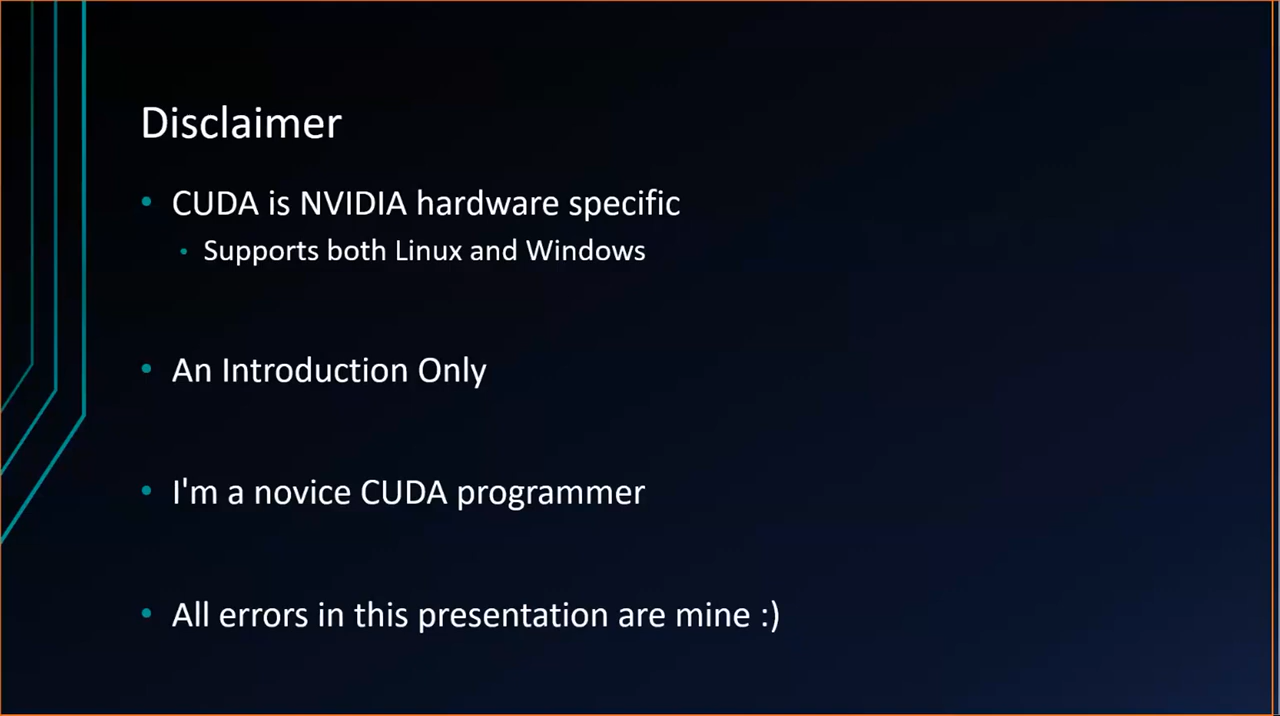 Disclaimer
• CUDA is NVIDIA hardware specific
• Supports both Linux and Windows
• An Introduction Only
• I'm a novice CUDA programmer
• All errors in this presentation are mine :)